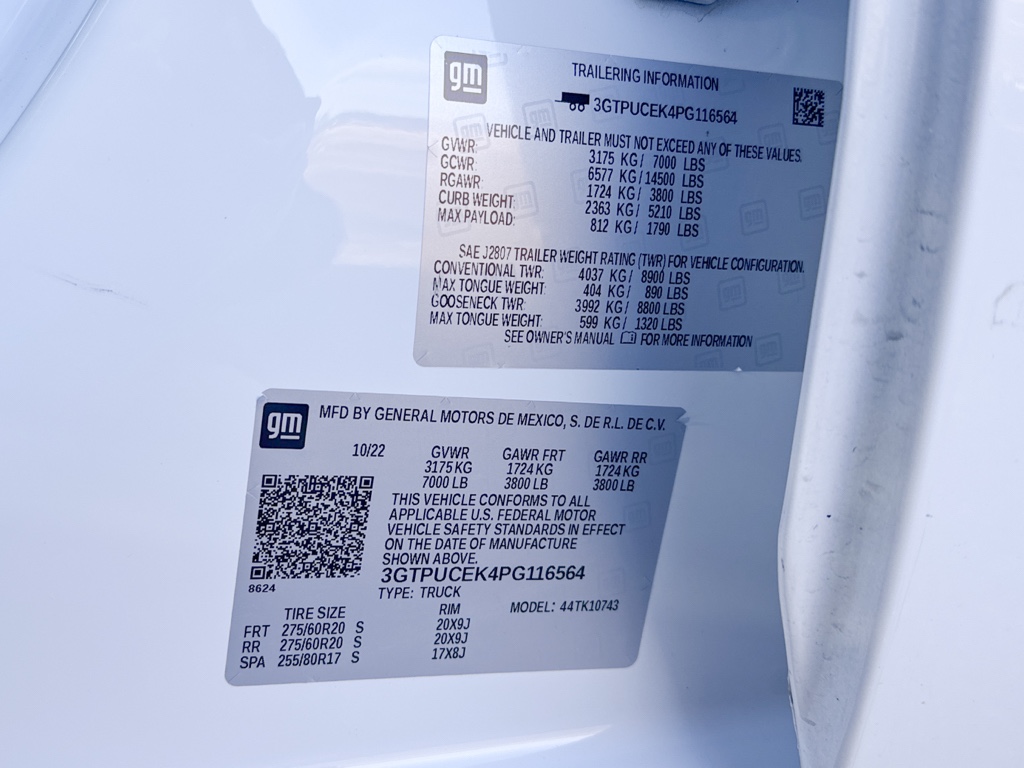 gm
TRAILERING INFORMATION
3GTPUCEK4PG116564
VEHICLE AND TRAILER MUST NOT EXCEED ANY OF THESE VALUES.
GVWR: 3175 KG/ 7000 LBS
GCWR: 6577 KG/ 14500 LBS
RGAWR: 1724 KG/ 3800 LBS
CURB WEIGHT: 2363 KG/ 5210 LBS
MAX PAYLOAD: 812 KG/ 1790 LBS
SAE J2807 TRAILER WEIGHT RATING (TWR) FOR VEHICLE CONFIGURATION.
CONVENTIONAL TWR: 4037 KG/ 8900 LBS
MAX TONGUE WEIGHT: 404 KG/ 890 LBS
GOOSENECK TWR: 3992 KG/ 8800 LBS
MAX TONGUE WEIGHT: 599 KG/ 1320 LBS
SEE OWNER'S MANUAL FOR MORE INFORMATION
gm
MFD BY GENERAL MOTORS DE MEXICO, S. DE R.L. DE C.V.
10/22 GVWR GAWR FRT GAWR RR
3175 KG 1724 KG 1724 KG
7000 LB 3800 LB 3800 LB
THIS VEHICLE CONFORMS TO ALL
APPLICABLE U.S. FEDERAL MOTOR
VEHICLE SAFETY STANDARDS IN EFFECT
ON THE DATE OF MANUFACTURE
SHOWN ABOVE.
3GTPUCEK4PG116564
8624
TYPE: TRUCK
TIRE SIZE RIM MODEL: 44TK10743
FRT 275/60R20 S 20X9J
RR 275/60R20 S 20X9J
SPA 255/80R17 S 17X8J